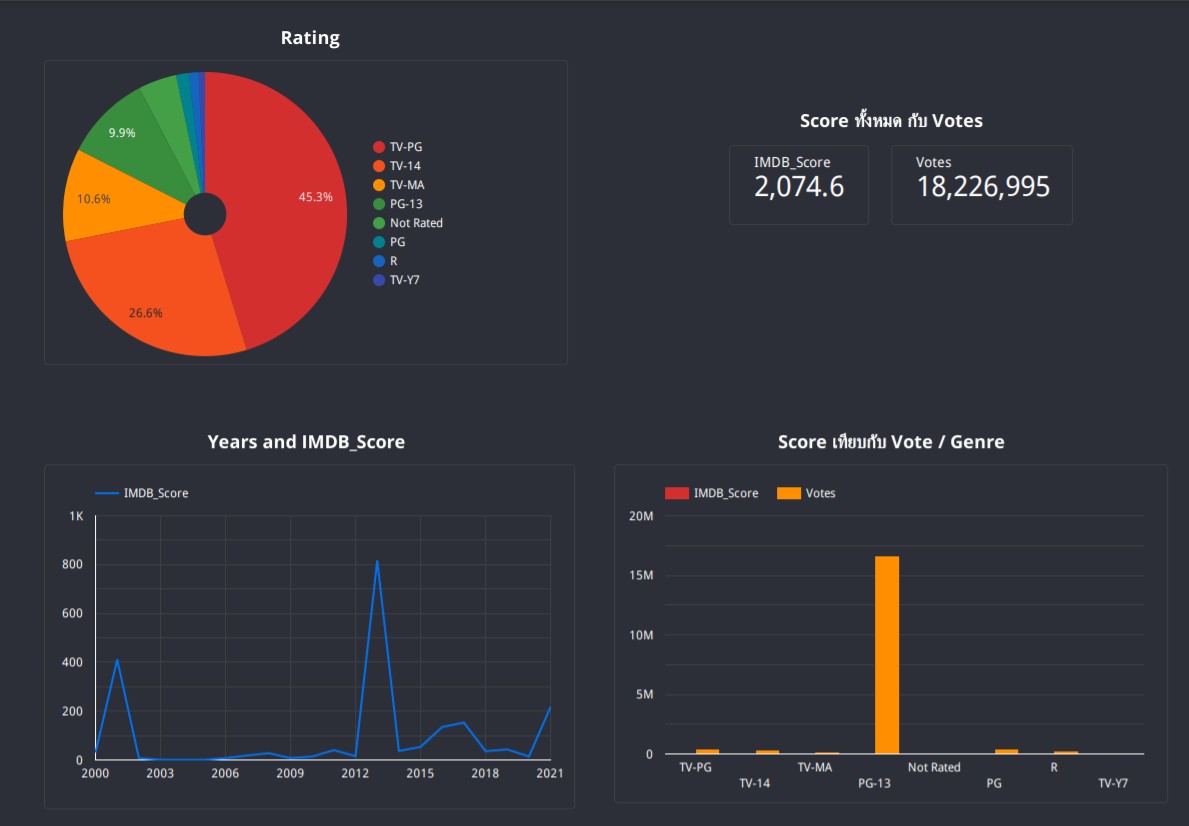 Rating
45.3%
26.6%
10.6%
9.9%
TV-PG
TV-14
TV-MA
PG-13
Not Rated
PG
R
TV-Y7
Score ทั้งหมด กับ Votes
IMDB_Score
2,074.6
Votes
18,226,995
Years and IMDB_Score
IMDB_Score
1K
800
600
400
200
0
2000 2003 2006 2009 2012 2015 2018 2021
Score เทียบกับ Vote / Genre
IMDB_Score Votes
20M
15M
10M
5M
0
TV-PG TV-MA Not Rated R
TV-14 PG-13 PG TV-Y7